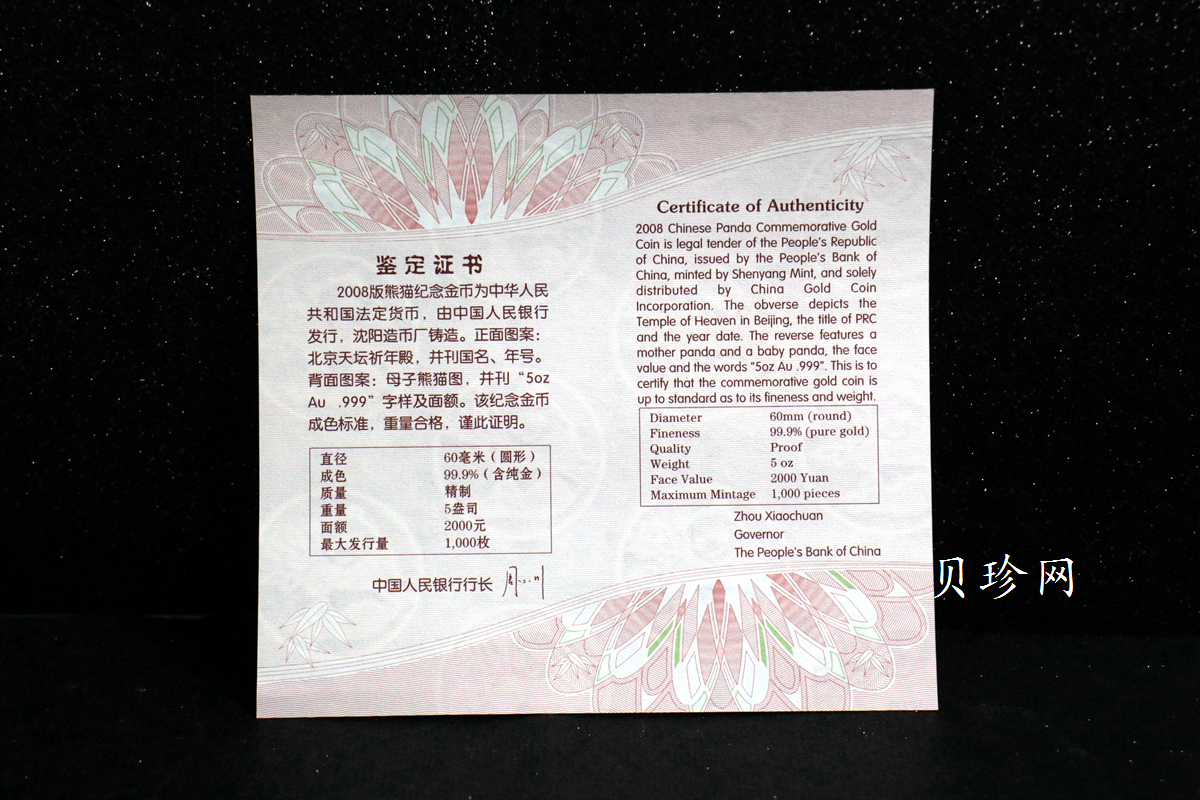 鉴定证书
2008版熊猫纪念金币为中华人民
共和国法定货币，由中国人民银行
发行，沈阳造币厂铸造。正面图案：
北京天坛祈年殿，并刊国名、年号。
背面图案：母子熊猫图，并刊“5oz
Au .999”字样及面额。该纪念金币
成色标准，重量合格，谨此证明。
直径 60毫米（圆形）
成色 99.9%（含纯金）
质量 精制
重量 5盎司
面额 2000元
最大发行量 1,000枚
中国人民银行行长 周小川
Certificate of Authenticity
2008 Chinese Panda Commemorative Gold
Coin is legal tender of the People's Republic
of China, issued by the People's Bank of
China, minted by Shenyang Mint, and solely
distributed by China Gold Coin
Incorporation. The obverse depicts the
Temple of Heaven in Beijing, the title of PRC
and the year date. The reverse features a
mother panda and a baby panda, the face
value and the words "5oz Au .999". This is to
certify that the commemorative gold coin is
up to standard as to its fineness and weight.
Diameter 60mm (round)
Fineness 99.9% (pure gold)
Quality Proof
Weight 5 oz
Face Value 2000 Yuan
Maximum Mintage 1,000 pieces
Zhou Xiaochuan
Governor
The People's Bank of China
贝珍网